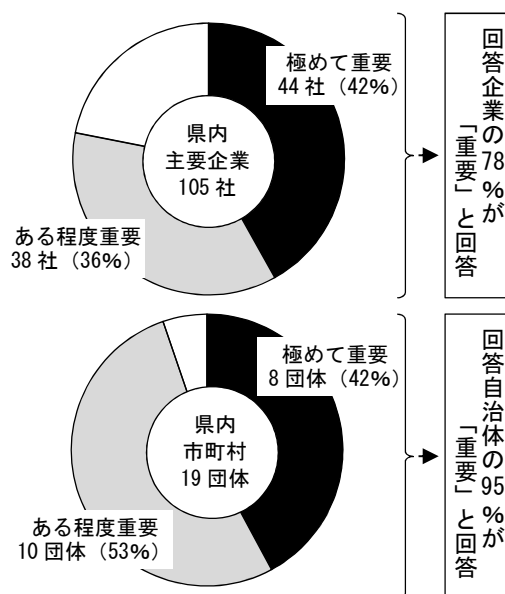 極めて重要
44 社（42%）
県内
主要企業
105 社
ある程度重要
38 社（36%）
回答企業の78%が
「重要」と回答
極めて重要
8 団体（42%）
県内
市町村
19 団体
ある程度重要
10 団体（53%）
回答自治体の95%が
「重要」と回答